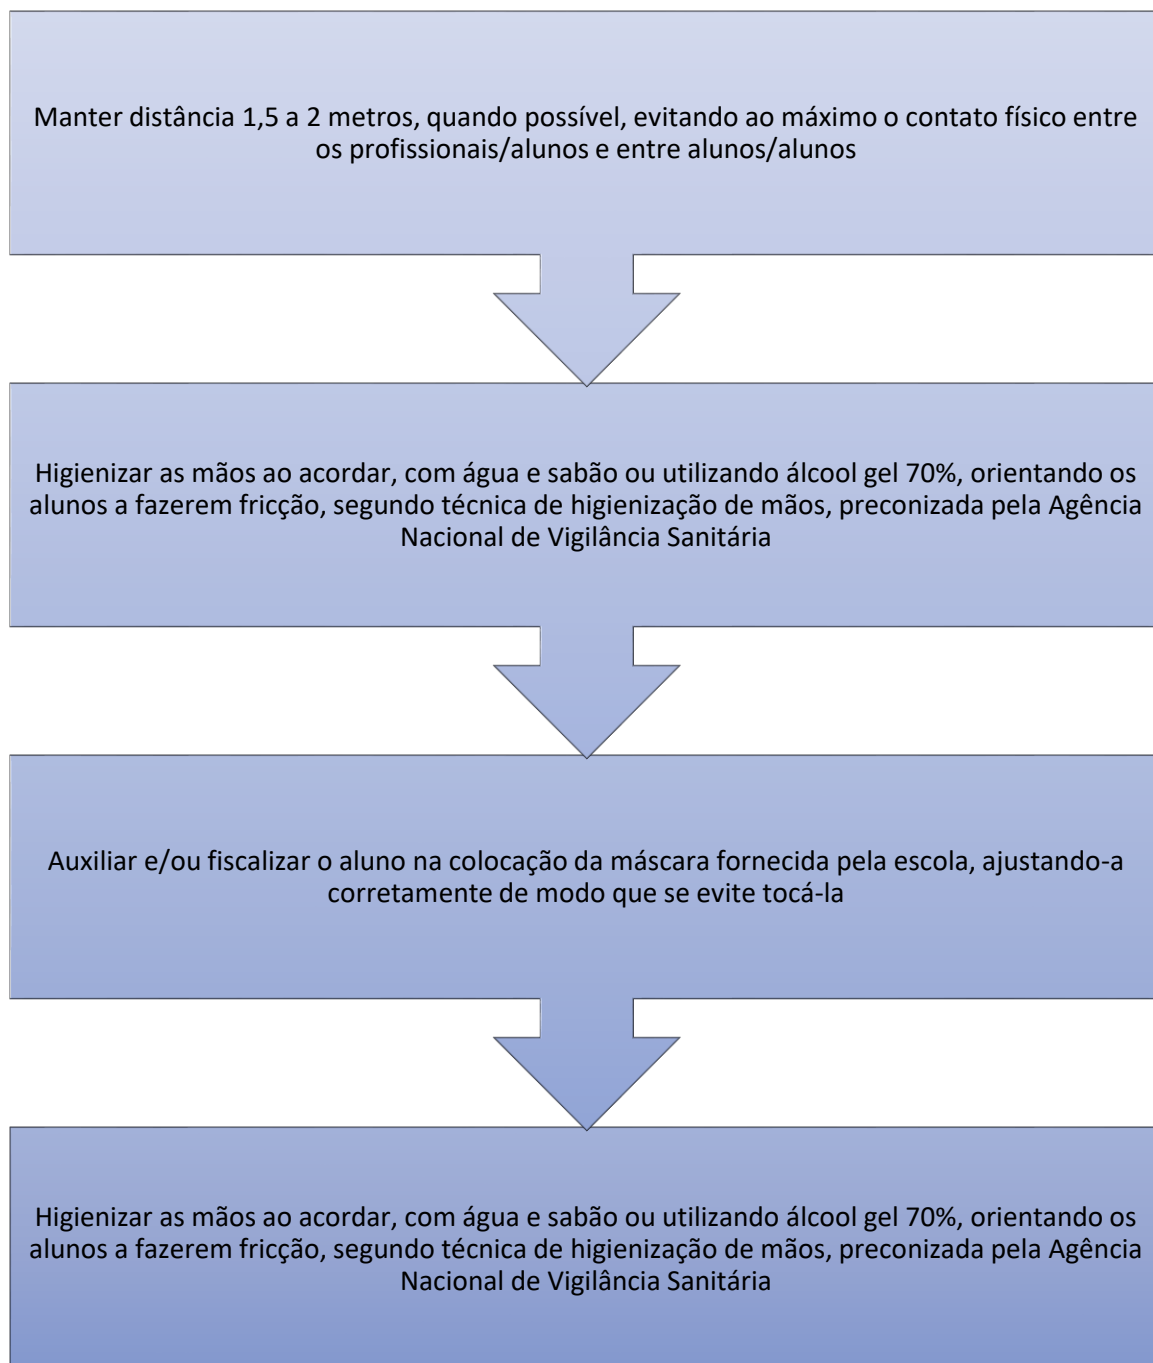 Manter distância 1,5 a 2 metros, quando possível, evitando ao máximo o contato físico entre
os profissionais/alunos e entre alunos/alunos
Higienizar as mãos ao acordar, com água e sabão ou utilizando álcool gel 70%, orientando os
alunos a fazerem fricção, segundo técnica de higienização de mãos, preconizada pela Agência
Nacional de Vigilância Sanitária
Auxiliar e/ou fiscalizar o aluno na colocação da máscara fornecida pela escola, ajustando-a
corretamente de modo que se evite tocá-la
Higienizar as mãos ao acordar, com água e sabão ou utilizando álcool gel 70%, orientando os
alunos a fazerem fricção, segundo técnica de higienização de mãos, preconizada pela Agência
Nacional de Vigilância Sanitária